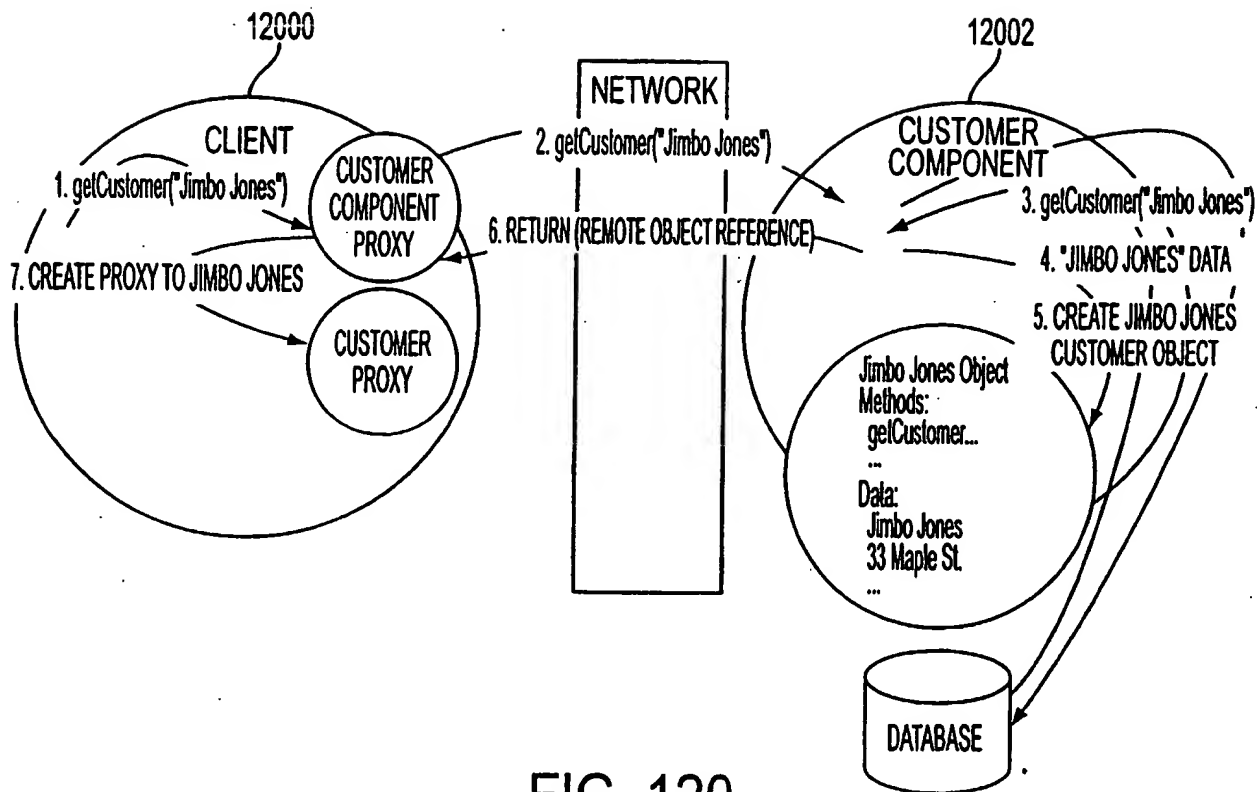 12000
12002
NETWORK
CLIENT
1. getCustomer("Jimbo Jones")
CUSTOMER
COMPONENT
PROXY
2. getCustomer("Jimbo Jones")
CUSTOMER
COMPONENT
3. getCustomer("Jimbo Jones")
6. RETURN (REMOTE OBJECT REFERENCE)
4. "JIMBO JONES" DATA
7. CREATE PROXY TO JIMBO JONES
5. CREATE JIMBO JONES
CUSTOMER OBJECT
CUSTOMER
PROXY
Jimbo Jones Object
Methods:
getCustomer...
...
Data:
Jimbo Jones
33 Maple St.
...
DATABASE
FIG. 120